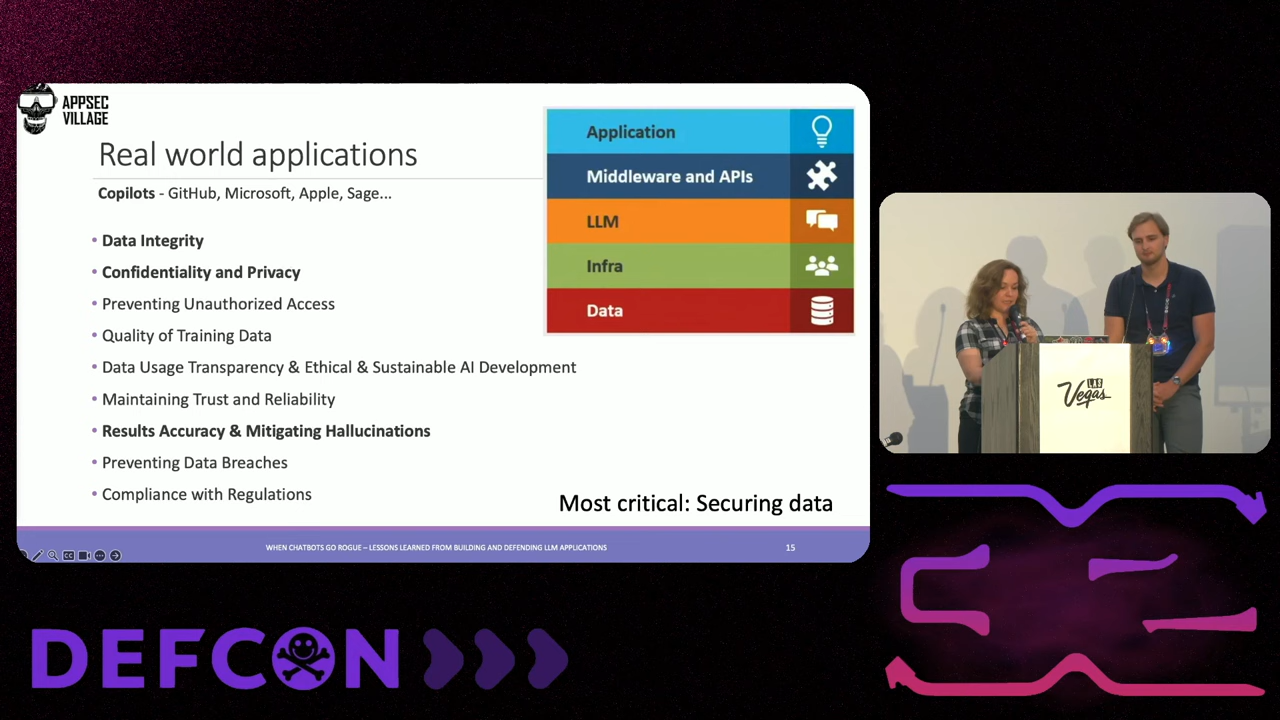 APPSEC
VILLAGE
Real world applications
Copilots - GitHub, Microsoft, Apple, Sage...
• Data Integrity
• Confidentiality and Privacy
• Preventing Unauthorized Access
• Quality of Training Data
• Data Usage Transparency & Ethical & Sustainable AI Development
• Maintaining Trust and Reliability
• Results Accuracy & Mitigating Hallucinations
• Preventing Data Breaches
• Compliance with Regulations
Application
Middleware and APIs
LLM
Infra
Data
Most critical: Securing data
WHEN CHATBOTS GO ROGUE – LESSONS LEARNED FROM BUILDING AND DEFENDING LLM APPLICATIONS
15
LAS
Vegas
DEFCON